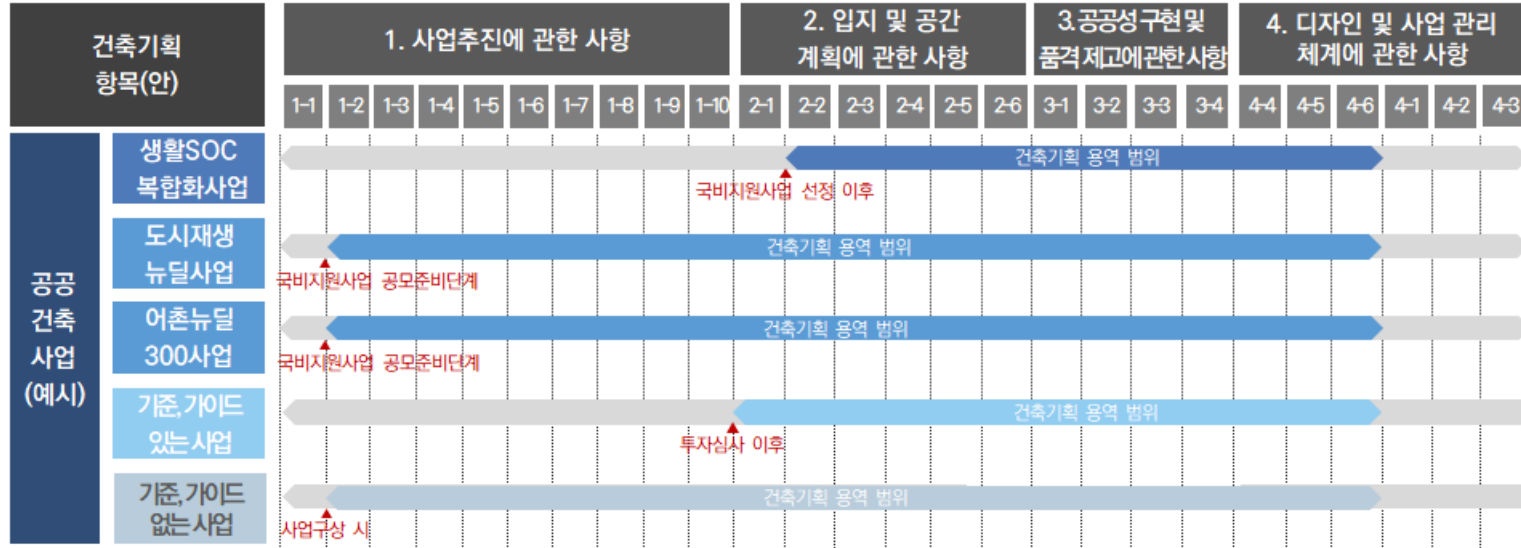 건축기획
항목(안)
1. 사업추진에 관한 사항
2. 입지 및 공간
계획에 관한 사항
3.공공성 구현 및
품격 제고에 관한 사항
4. 디자인 및 사업 관리
체계에 관한 사항
1-1 1-2 1-3 1-4 1-5 1-6 1-7 1-8 1-9 1-10 2-1 2-2 2-3 2-4 2-5 2-6 3-1 3-2 3-3 3-4 4-4 4-5 4-6 4-1 4-2 4-3
공공
건축
사업
(예시)
생활SOC
복합화사업
건축기획 용역 범위
국비지원사업 선정 이후
도시재생
뉴딜사업
건축기획 용역 범위
국비지원사업 공모준비단계
어촌뉴딜
300사업
건축기획 용역 범위
국비지원사업 공모준비단계
기준,가이드
있는 사업
건축기획 용역 범위
투자심사 이후
기준,가이드
없는 사업
건축기획 용역 범위
사업구상 시